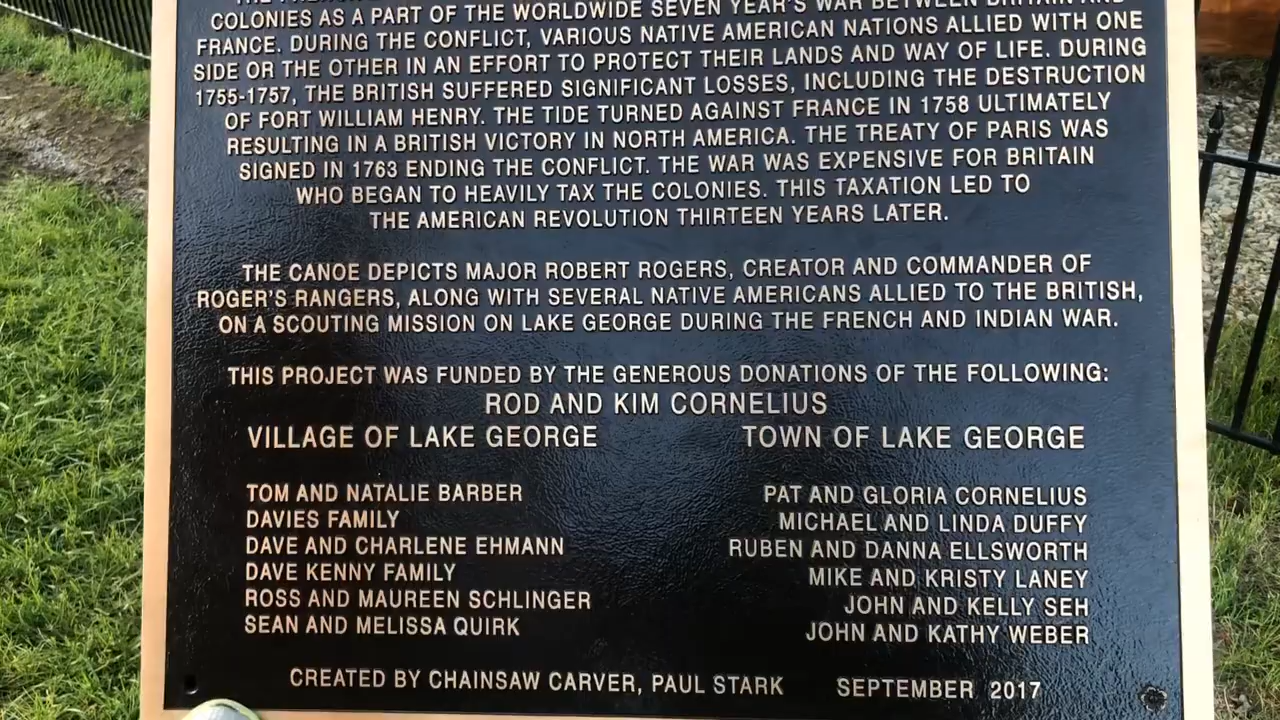 COLONIES AS A PART OF THE WORLDWIDE SEVEN YEAR'S WAR BETWEEN BRITAIN AND
FRANCE. DURING THE CONFLICT, VARIOUS NATIVE AMERICAN NATIONS ALLIED WITH ONE
SIDE OR THE OTHER IN AN EFFORT TO PROTECT THEIR LANDS AND WAY OF LIFE. DURING
1755-1757, THE BRITISH SUFFERED SIGNIFICANT LOSSES, INCLUDING THE DESTRUCTION
OF FORT WILLIAM HENRY. THE TIDE TURNED AGAINST FRANCE IN 1758 ULTIMATELY
RESULTING IN A BRITISH VICTORY IN NORTH AMERICA. THE TREATY OF PARIS WAS
SIGNED IN 1763 ENDING THE CONFLICT. THE WAR WAS EXPENSIVE FOR BRITAIN
WHO BEGAN TO HEAVILY TAX THE COLONIES. THIS TAXATION LED TO
THE AMERICAN REVOLUTION THIRTEEN YEARS LATER.
THE CANOE DEPICTS MAJOR ROBERT ROGERS, CREATOR AND COMMANDER OF
ROGER'S RANGERS, ALONG WITH SEVERAL NATIVE AMERICANS ALLIED TO THE BRITISH,
ON A SCOUTING MISSION ON LAKE GEORGE DURING THE FRENCH AND INDIAN WAR.
THIS PROJECT WAS FUNDED BY THE GENEROUS DONATIONS OF THE FOLLOWING:
ROD AND KIM CORNELIUS
VILLAGE OF LAKE GEORGE
TOWN OF LAKE GEORGE
TOM AND NATALIE BARBER
DAVIES FAMILY
DAVE AND CHARLENE EHMANN
DAVE KENNY FAMILY
ROSS AND MAUREEN SCHLINGER
SEAN AND MELISSA QUIRK
PAT AND GLORIA CORNELIUS
MICHAEL AND LINDA DUFFY
RUBEN AND DANNA ELLSWORTH
MIKE AND KRISTY LANEY
JOHN AND KELLY SEH
JOHN AND KATHY WEBER
CREATED BY CHAINSAW CARVER, PAUL STARK SEPTEMBER 2017